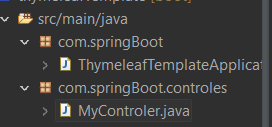 src/main/java
com.springBoot
ThymeleafTemplateApplicat
com.springBoot.controles
MyControler.java